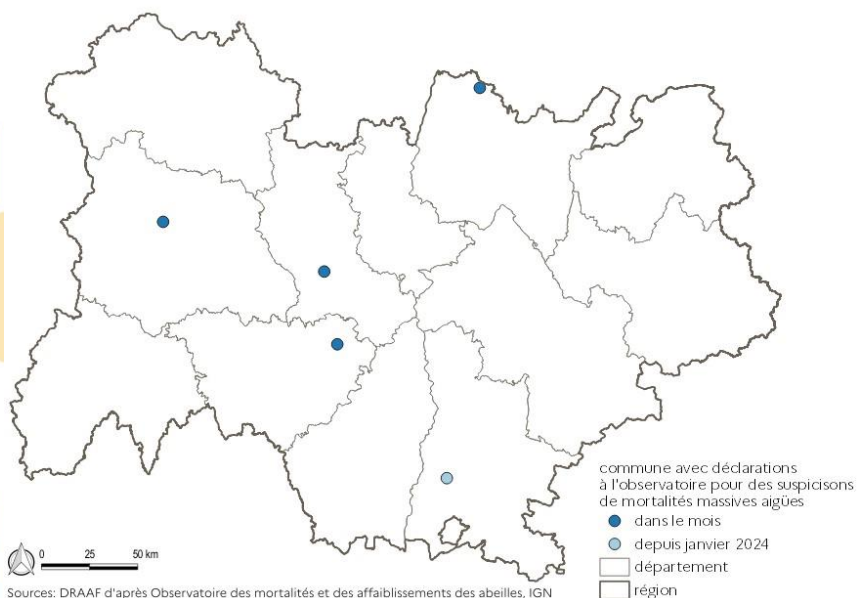 commune avec déclarations
à l'observatoire pour des suspicisons
de mortalités massives aigües
dans le mois
depuis janvier 2024
département
région
0 25 50 km
Sources: DRAAF d'après Observatoire des mortalités et des affaiblissements des abeilles, IGN